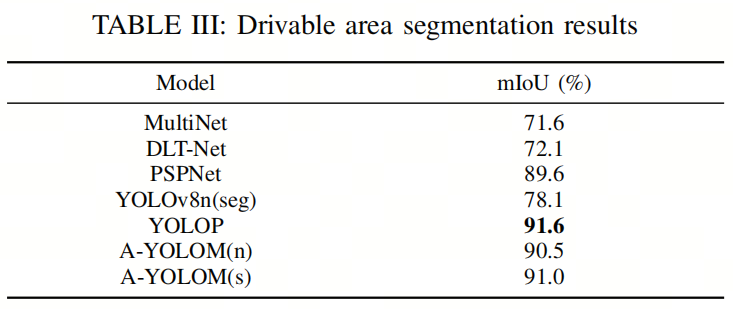 TABLE III: Drivable area segmentation results
Model mIoU (%)
MultiNet 71.6
DLT-Net 72.1
PSPNet 89.6
YOLOv8n(seg) 78.1
YOLOP 91.6
A-YOLOM(n) 90.5
A-YOLOM(s) 91.0